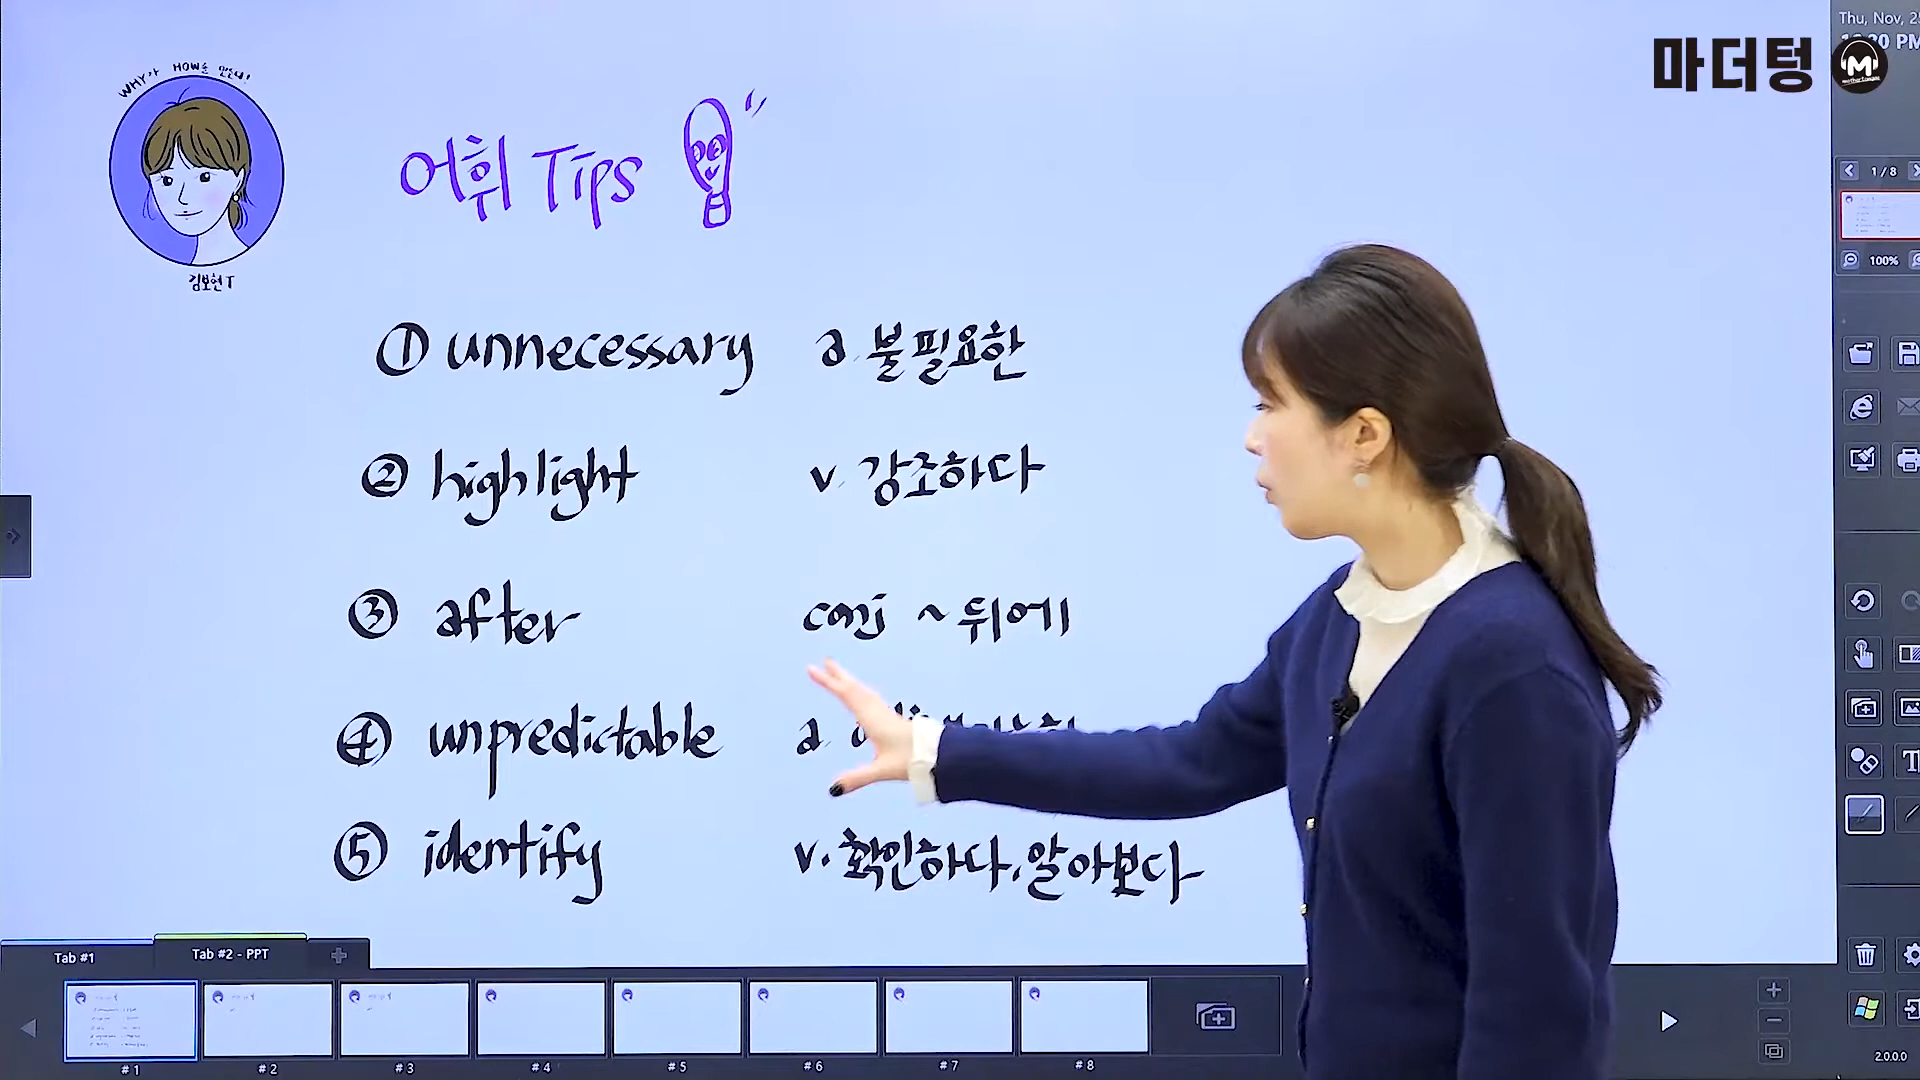 Thu, Nov, 25
PM
마더텅
M
WHY가 HOW를 만든다!
어휘 Tips
김보현T
① unnecessary a. 불필요한
② highlight v. 강조하다
③ after conj ~뒤에
④ unpredictable a.
⑤ identify v. 확인하다, 알아보다
1 / 8
100%
Tab #1
Tab #2 - PPT
#1
#2
#3
#4
#5
#6
#7
#8
2.0.0.0